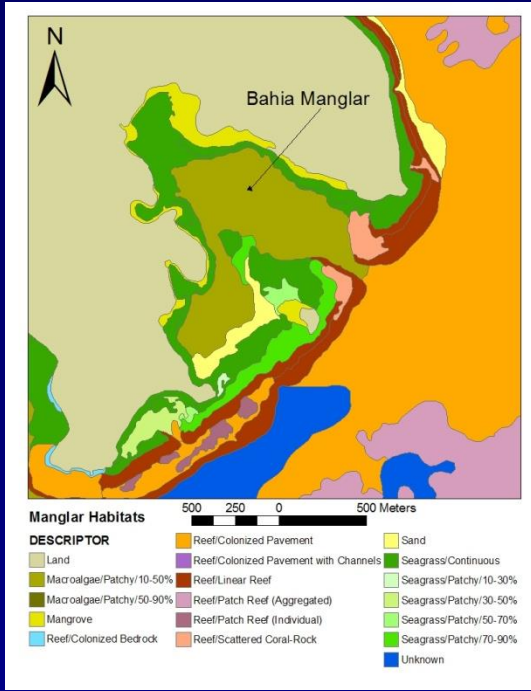 N
Bahia Manglar
Manglar Habitats
500 250 0 500 Meters
DESCRIPTOR
Land
Macroalgae/Patchy/10-50%
Macroalgae/Patchy/50-90%
Mangrove
Reef/Colonized Bedrock
Reef/Colonized Pavement
Reef/Colonized Pavement with Channels
Reef/Linear Reef
Reef/Patch Reef (Aggregated)
Reef/Patch Reef (Individual)
Reef/Scattered Coral-Rock
Sand
Seagrass/Continuous
Seagrass/Patchy/10-30%
Seagrass/Patchy/30-50%
Seagrass/Patchy/50-70%
Seagrass/Patchy/70-90%
Unknown